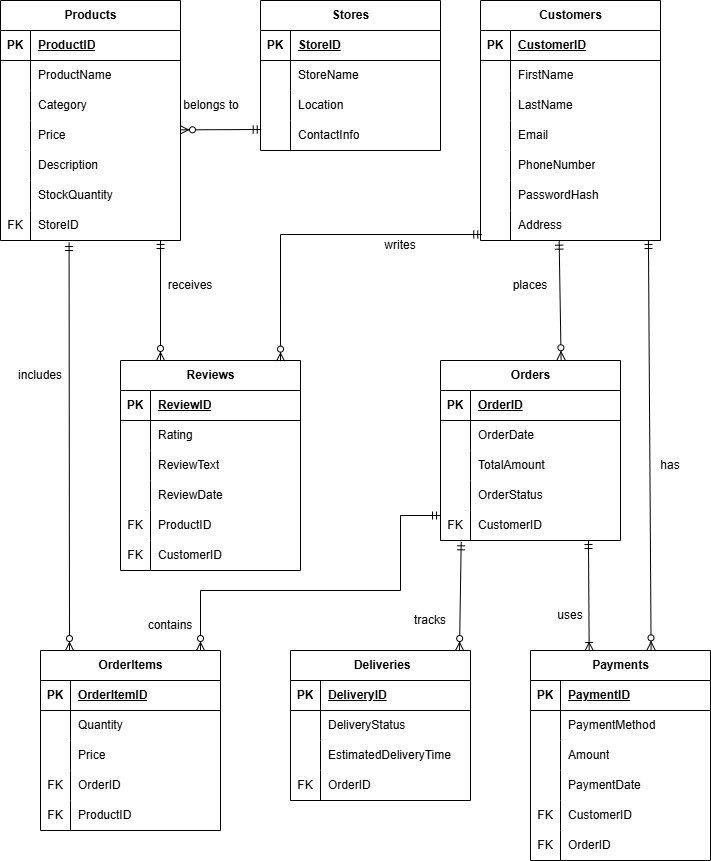 Products
PK ProductID
ProductName
Category
Price
Description
StockQuantity
FK StoreID
belongs to
Stores
PK StoreID
StoreName
Location
ContactInfo
Customers
PK CustomerID
FirstName
LastName
Email
PhoneNumber
PasswordHash
Address
writes
receives
places
includes
has
Reviews
PK ReviewID
Rating
ReviewText
ReviewDate
FK ProductID
FK CustomerID
Orders
PK OrderID
OrderDate
TotalAmount
OrderStatus
FK CustomerID
contains
tracks
uses
OrderItems
PK OrderItemID
Quantity
Price
FK OrderID
FK ProductID
Deliveries
PK DeliveryID
DeliveryStatus
EstimatedDeliveryTime
FK OrderID
Payments
PK PaymentID
PaymentMethod
Amount
PaymentDate
FK CustomerID
FK OrderID